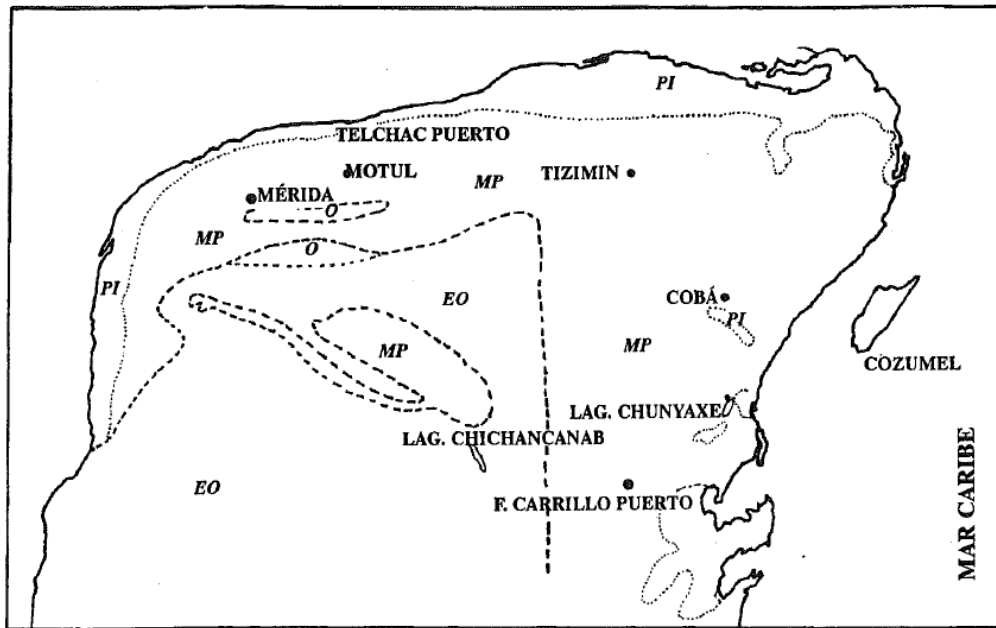 PI
TELCHAC PUERTO
MOTUL
MP
TIZIMIN
MÉRIDA
O
MP
O
PI
EO
COBÁ
PI
MP
MP
COZUMEL
LAG. CHUNYAXE
LAG. CHICHANCANAB
EO
F. CARRILLO PUERTO
MAR CARIBE